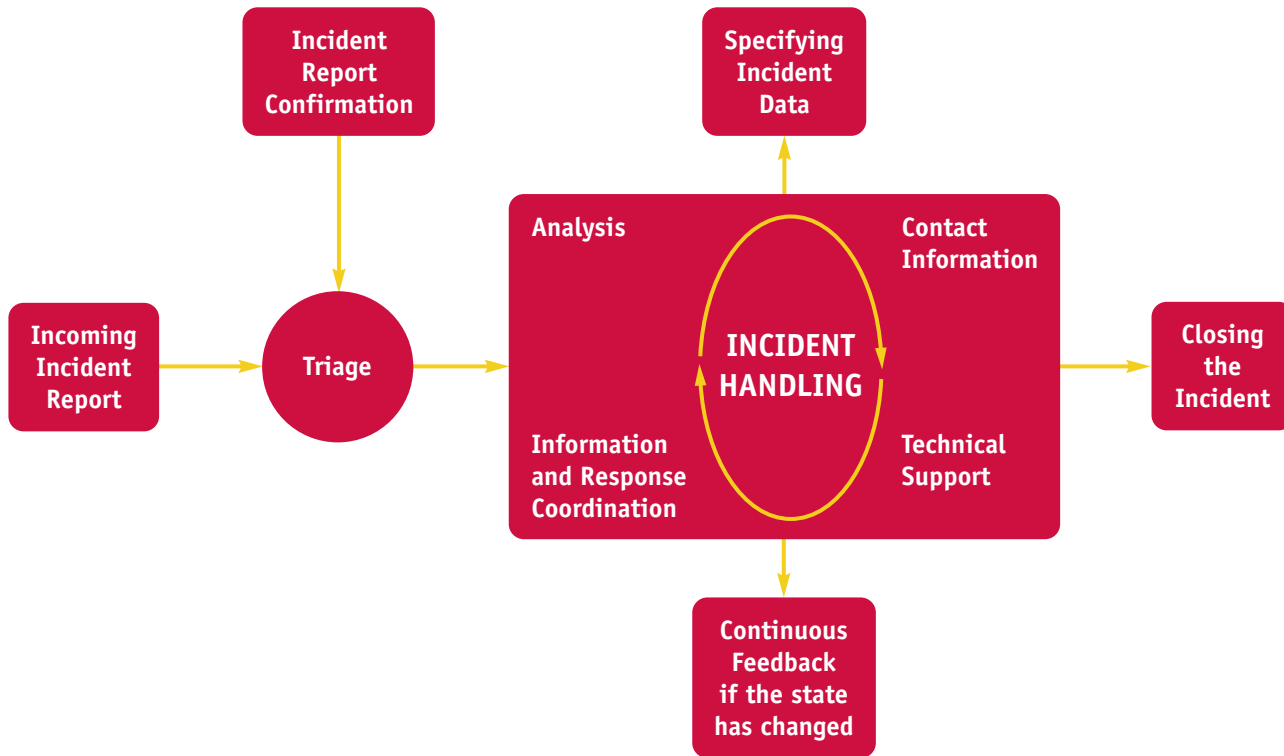 Incident
Report
Confirmation
Specifying
Incident
Data
Incoming
Incident
Report
Triage
Analysis
Contact
Information
INCIDENT
HANDLING
Information
and Response
Coordination
Technical
Support
Closing
the
Incident
Continuous
Feedback
if the state
has changed